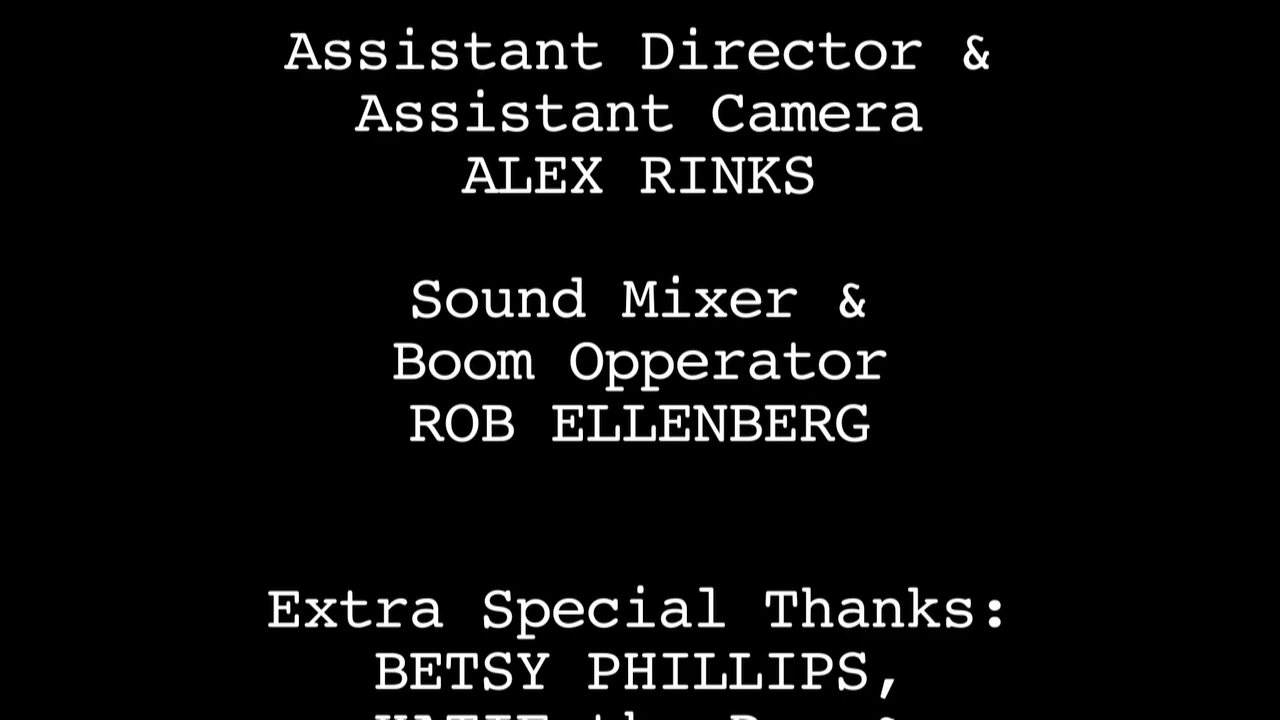 Assistant Director &
Assistant Camera
ALEX RINKS
Sound Mixer &
Boom Opperator
ROB ELLENBERG
Extra Special Thanks:
BETSY PHILLIPS,